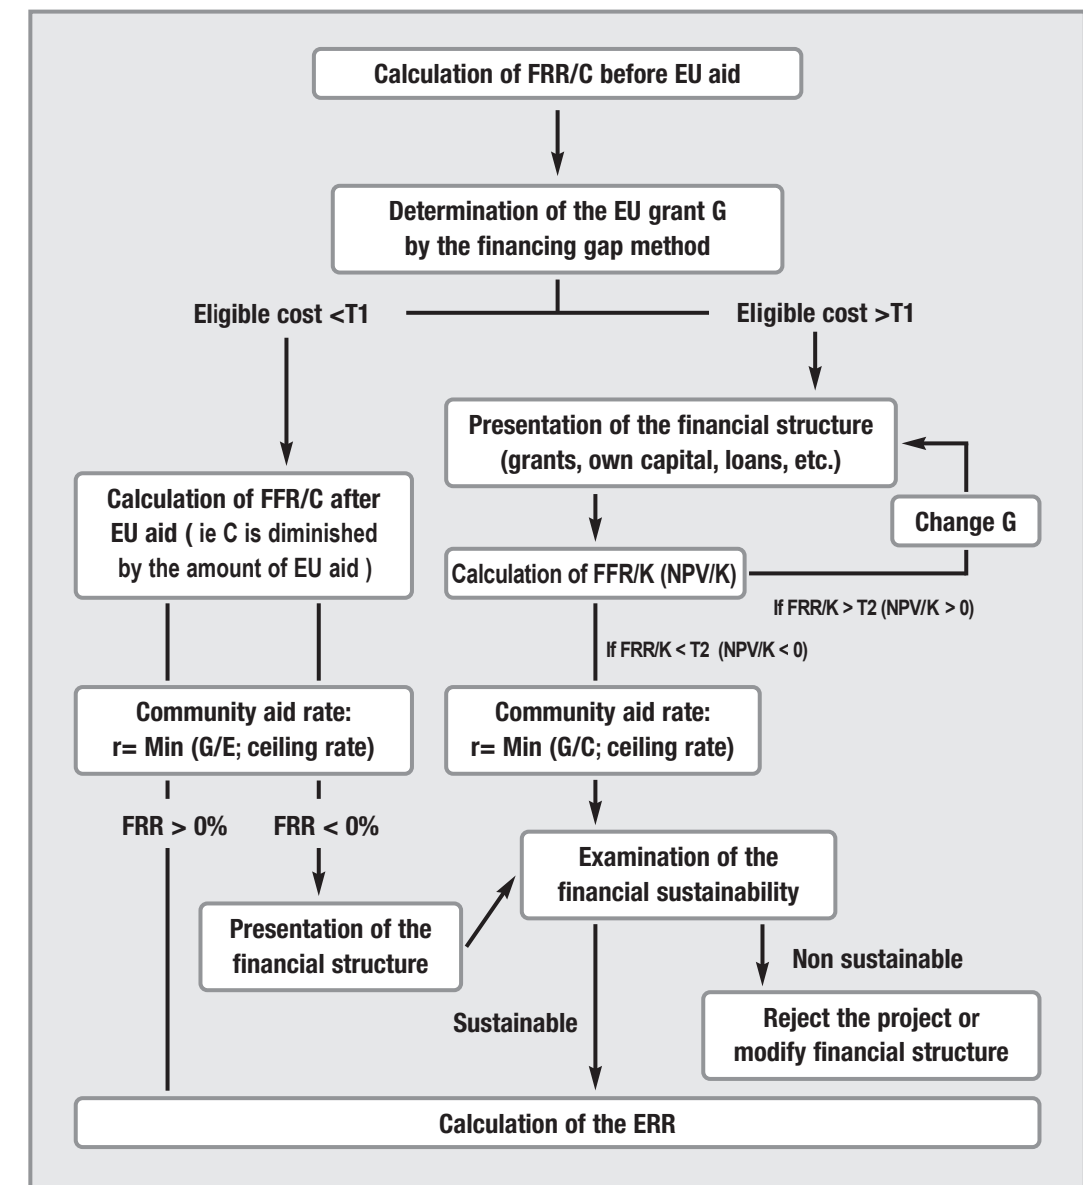 Calculation of FRR/C before EU aid
Determination of the EU grant G
by the financing gap method
Eligible cost <T1
Eligible cost >T1
Presentation of the financial structure
(grants, own capital, loans, etc.)
Calculation of FFR/C after
EU aid ( ie C is diminished
by the amount of EU aid )
Change G
Calculation of FFR/K (NPV/K)
If FRR/K > T2 (NPV/K > 0)
If FRR/K < T2 (NPV/K < 0)
Community aid rate:
r= Min (G/E; ceiling rate)
Community aid rate:
r= Min (G/C; ceiling rate)
FRR > 0%
FRR < 0%
Examination of the
financial sustainability
Presentation of the
financial structure
Non sustainable
Sustainable
Reject the project or
modify financial structure
Calculation of the ERR